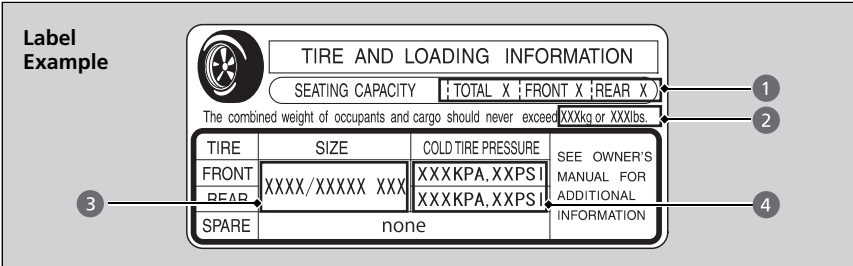 Label
Example
TIRE AND LOADING INFORMATION
SEATING CAPACITY TOTAL X FRONT X REAR X
1
The combined weight of occupants and cargo should never exceed XXXkg or XXXlbs.
2
TIRE SIZE COLD TIRE PRESSURE
SEE OWNER'S
MANUAL FOR
ADDITIONAL
INFORMATION
FRONT XXXX/XXXXX XXX XXXKPA,XXPSI
REAR XXXKPA,XXPSI
3
4
SPARE none